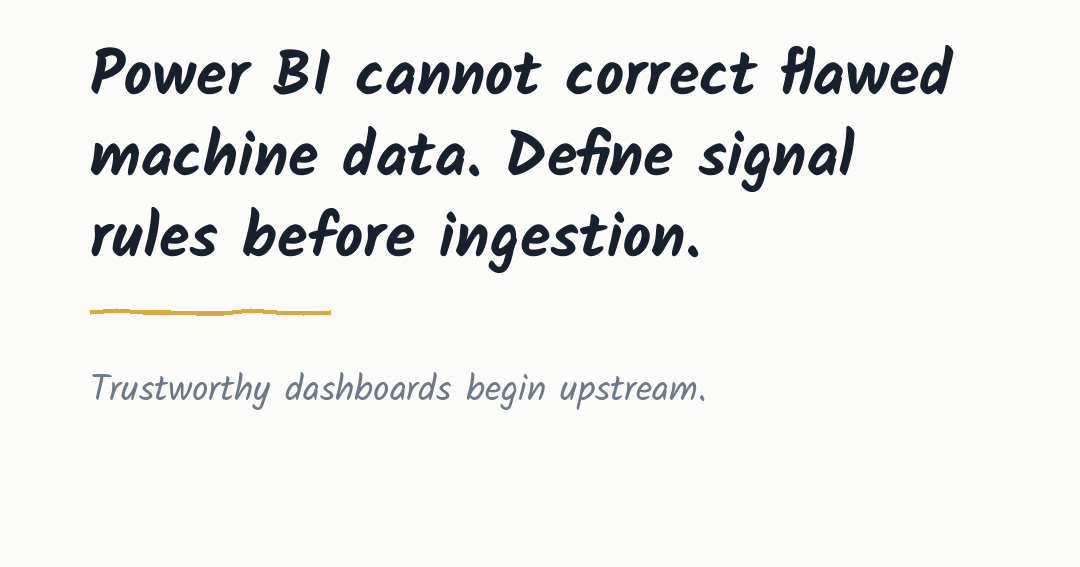 Power BI cannot correct flawed
machine data. Define signal
rules before ingestion.
Trustworthy dashboards begin upstream.